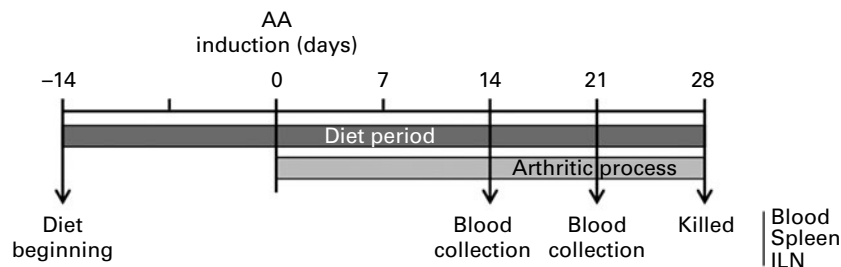 AA
induction (days)
–14 0 7 14 21 28
Diet period
Arthritic process
Diet
beginning
Blood
collection
Blood
collection
Killed
Blood
Spleen
ILN